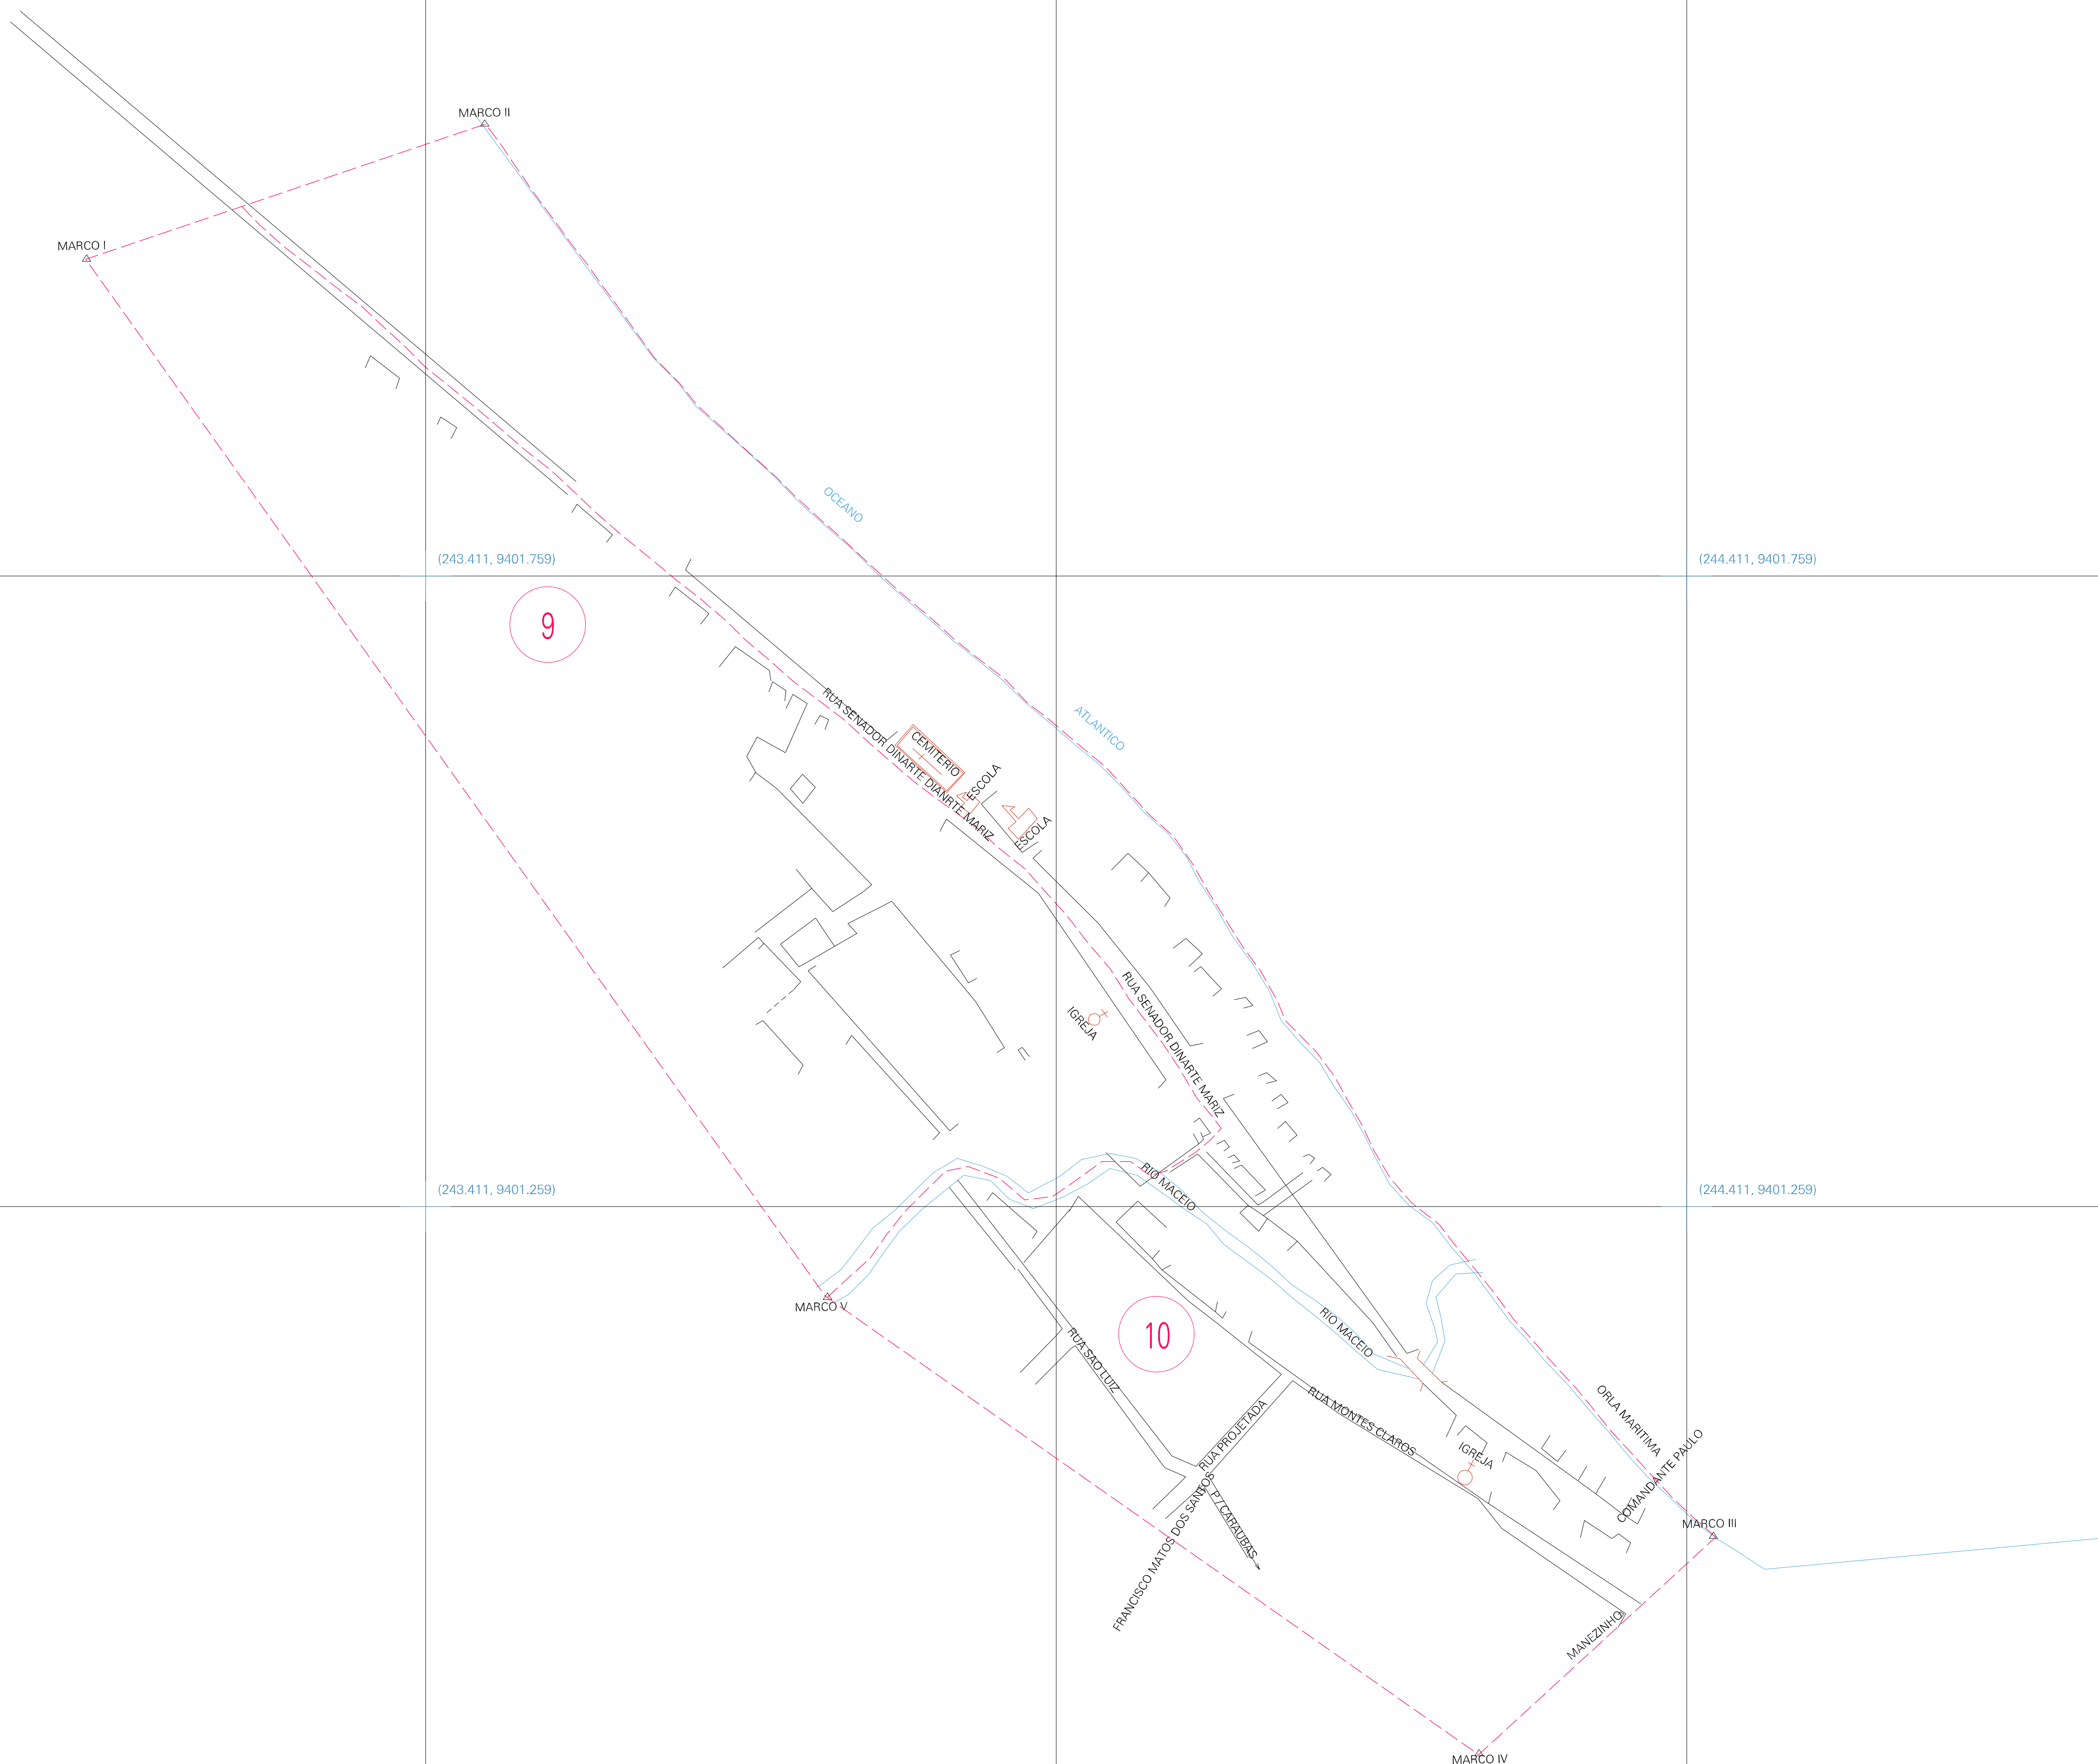 MARCO II
MARCO I
OCEANO
(243.411, 9401.759)
(244.411, 9401.759)
9
RUA SENADOR DINARTE DIANRTE MARIZ
CEMITERIO
ESCOLA
ESCOLA
ATLANTICO
IGREJA
RUA SENADOR DINARTE MARIZ
RIO MACEIO
(243.411, 9401.259)
(244.411, 9401.259)
MARCO V
10
RIO MACEIO
RUA SAO LUIZ
RUA PROJETADA
RUA MONTES CLAROS
IGREJA
ORLA MARITIMA
COMANDANTE PAULO
MARCO III
FRANCISCO MATOS DOS SANTOS
P / CARAUBAS
MANEZINHO
MARCO IV